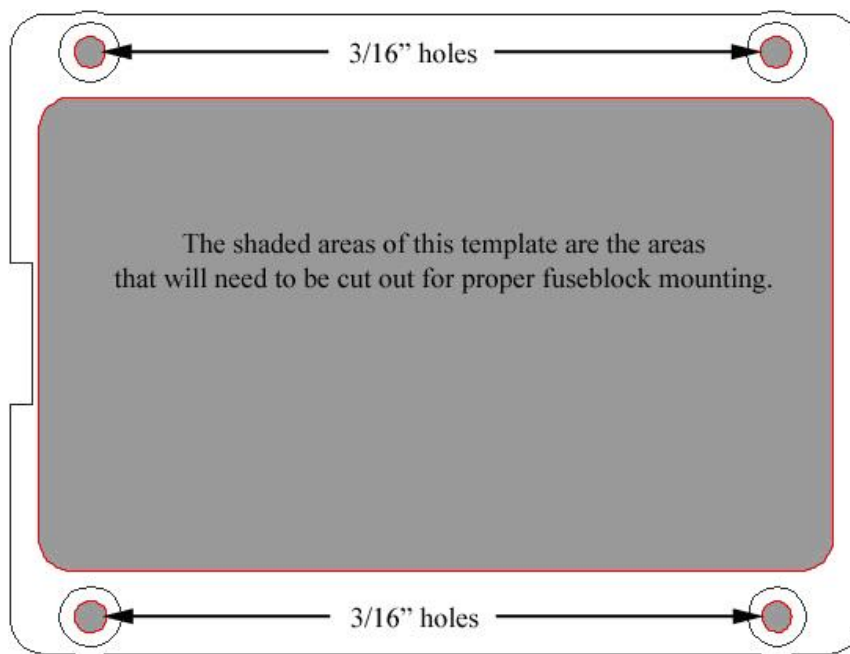 3/16” holes
The shaded areas of this template are the areas
that will need to be cut out for proper fuseblock mounting.
3/16” holes